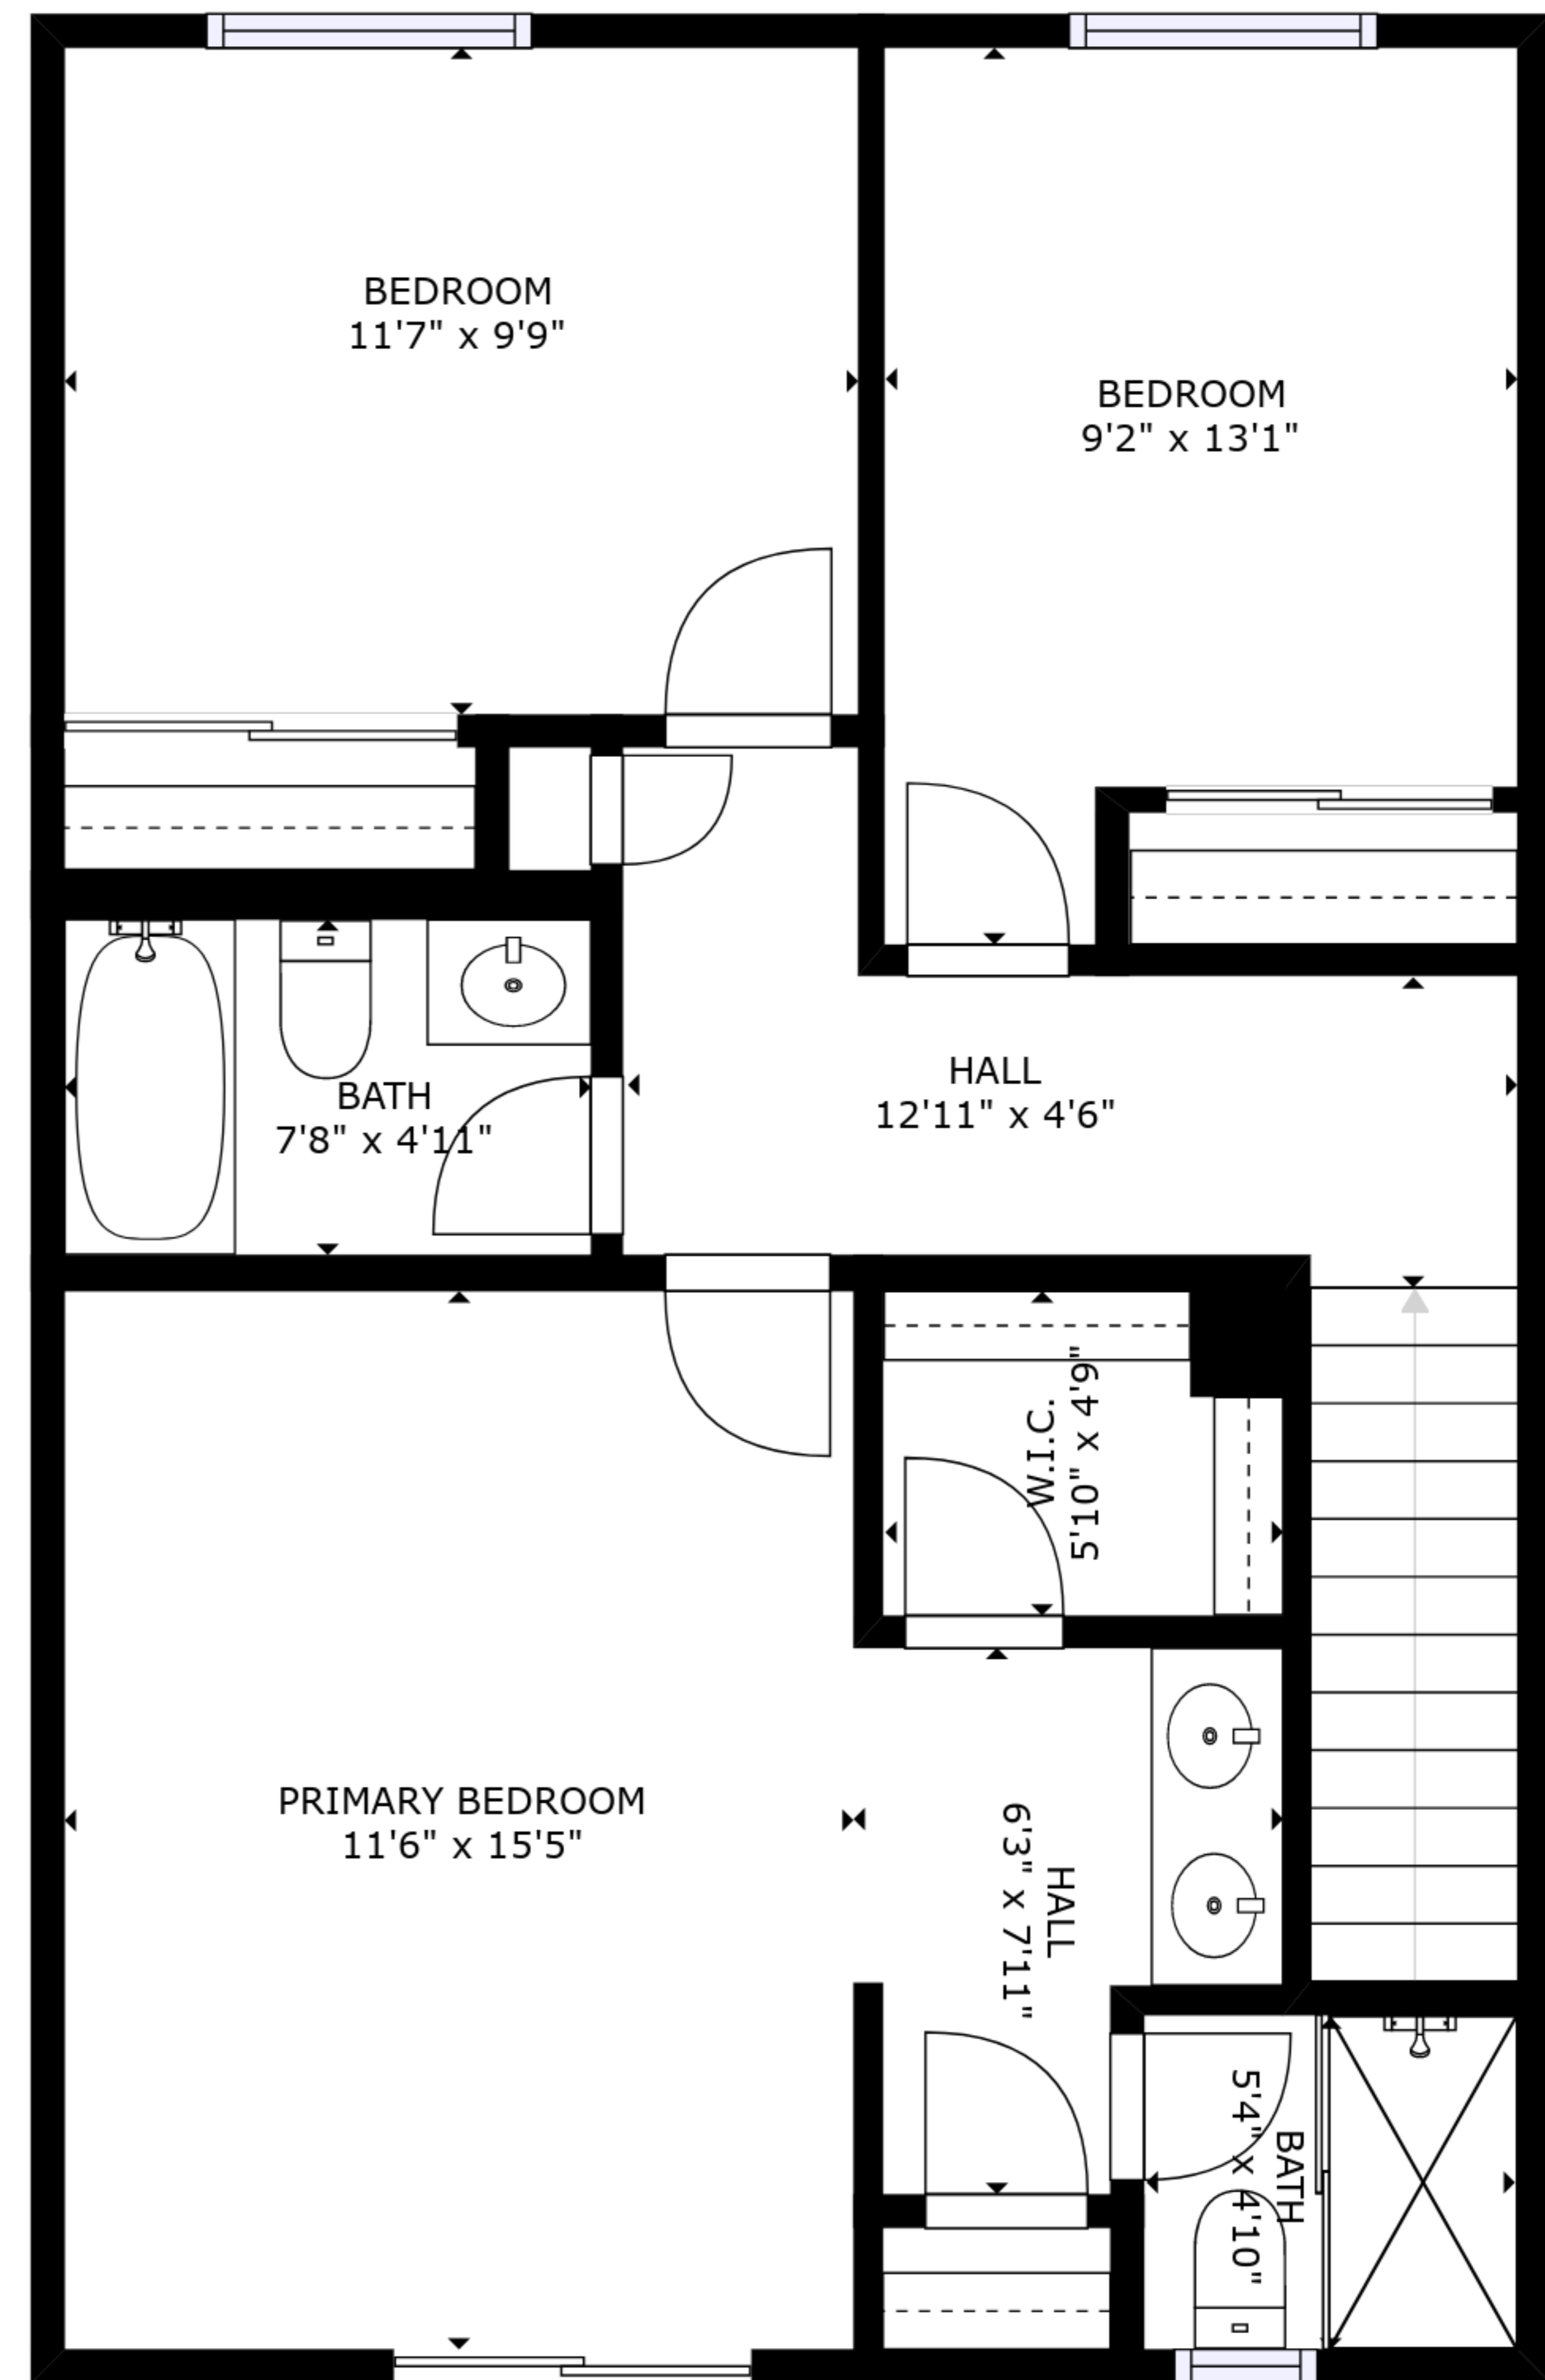 BEDROOM
11'7" x 9'9"
BEDROOM
9'2" x 13'1"
HALL
12'11" x 4'6"
BATH
7'8" x 4'11"
W.I.C.
5'10" x 4'9"
PRIMARY BEDROOM
11'6" x 15'5"
HALL
6'3" x 7'11"
BATH
5'4" x 4'10"